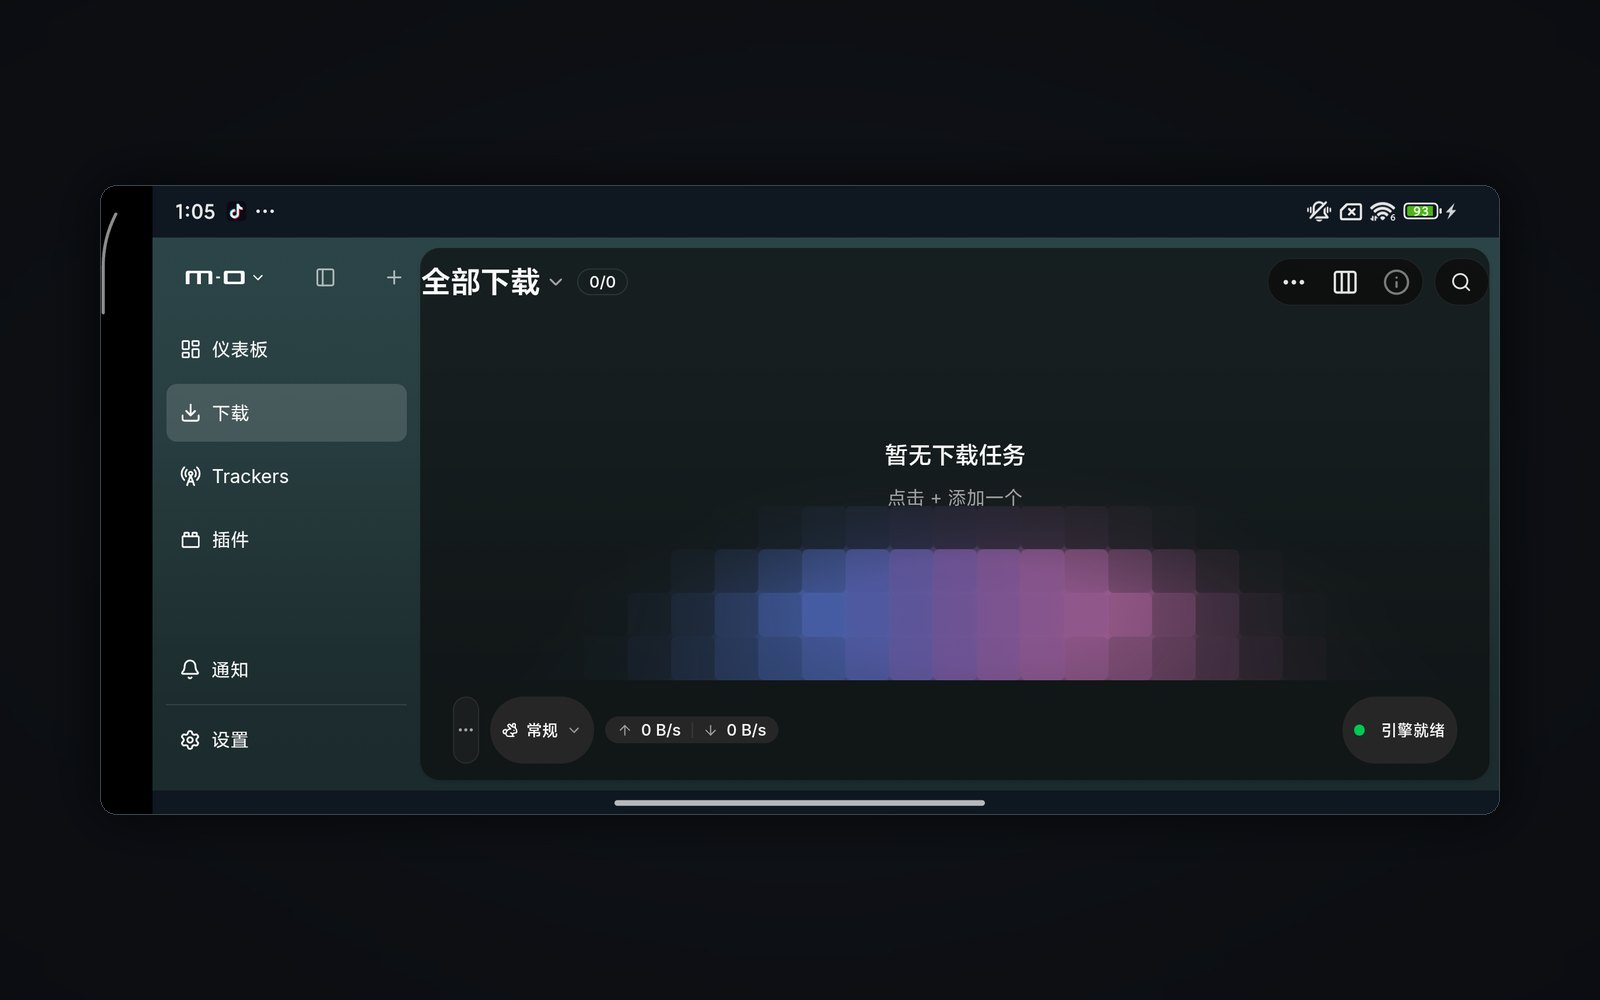 1:05
93
m-o
全部下载
0/0
仪表板
下载
Trackers
插件
通知
设置
暂无下载任务
点击 + 添加一个
常规
↑ 0 B/s
↓ 0 B/s
引擎就绪